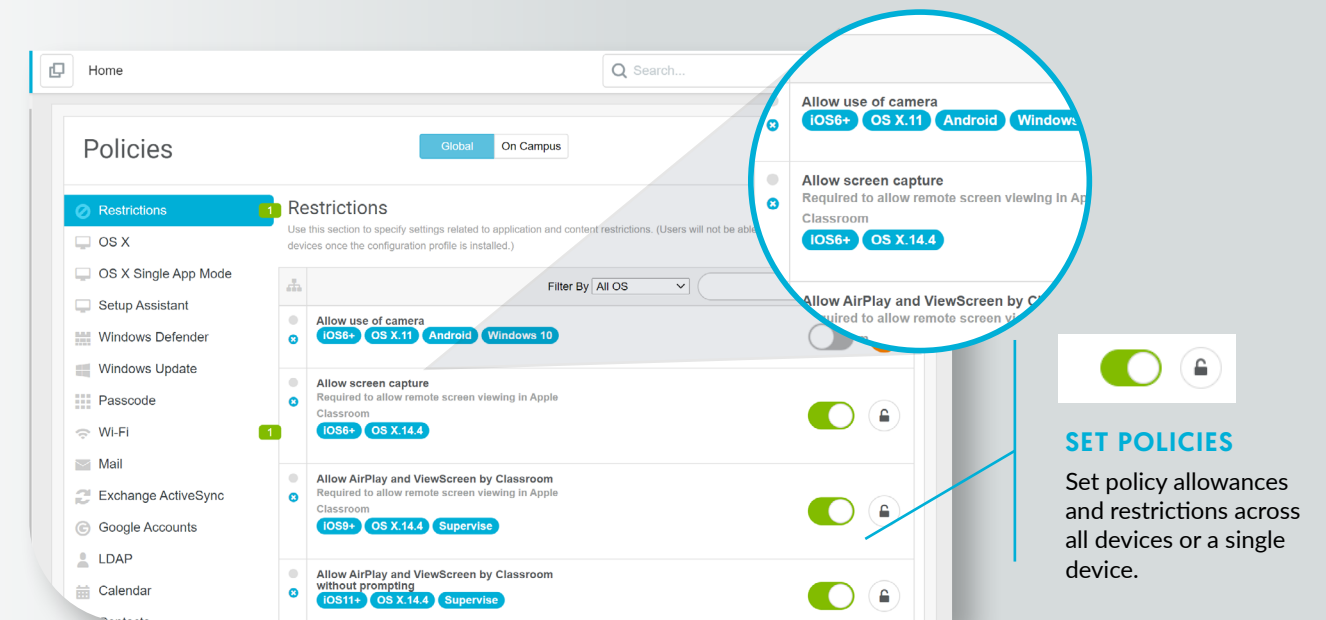 Home
Search...
Policies
Global
On Campus
Restrictions
1
OS X
OS X Single App Mode
Setup Assistant
Windows Defender
Windows Update
Passcode
Wi-Fi
1
Mail
Exchange ActiveSync
Google Accounts
LDAP
Calendar
Restrictions
Use this section to specify settings related to application and content restrictions. (Users will not be able
devices once the configuration profile is installed.)
Filter By All OS
Allow use of camera
iOS6+ OS X.11 Android Windows 10
Allow screen capture
Required to allow remote screen viewing in Apple
Classroom
iOS6+ OS X.14.4
Allow AirPlay and ViewScreen by Classroom
Required to allow remote screen viewing in Apple
Classroom
iOS9+ OS X.14.4 Supervise
Allow AirPlay and ViewScreen by Classroom
without prompting
iOS11+ OS X.14.4 Supervise
Allow use of camera
iOS6+ OS X.11 Android Windows
Allow screen capture
Required to allow remote screen viewing in Ap
Classroom
iOS6+ OS X.14.4
Allow AirPlay and ViewScreen by
to allow remote screen
SET POLICIES
Set policy allowances
and restrictions across
all devices or a single
device.